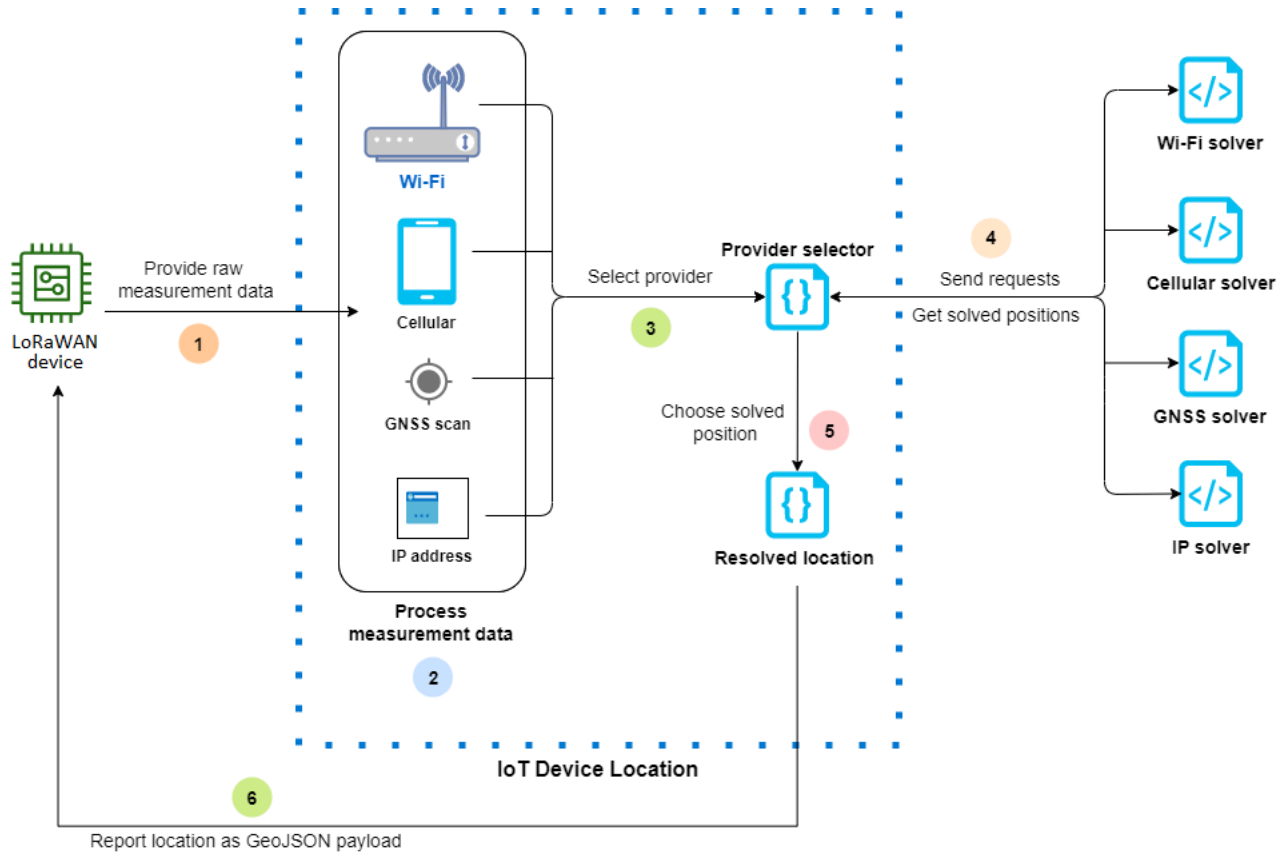 Wi-Fi
Cellular
GNSS scan
IP address
Process
measurement data
2
LoRaWAN
device
Provide raw
measurement data
1
Select provider
3
Provider selector
4
Send requests
Get solved positions
Wi-Fi solver
Cellular solver
GNSS solver
IP solver
Choose solved
position
5
Resolved location
IoT Device Location
6
Report location as GeoJSON payload